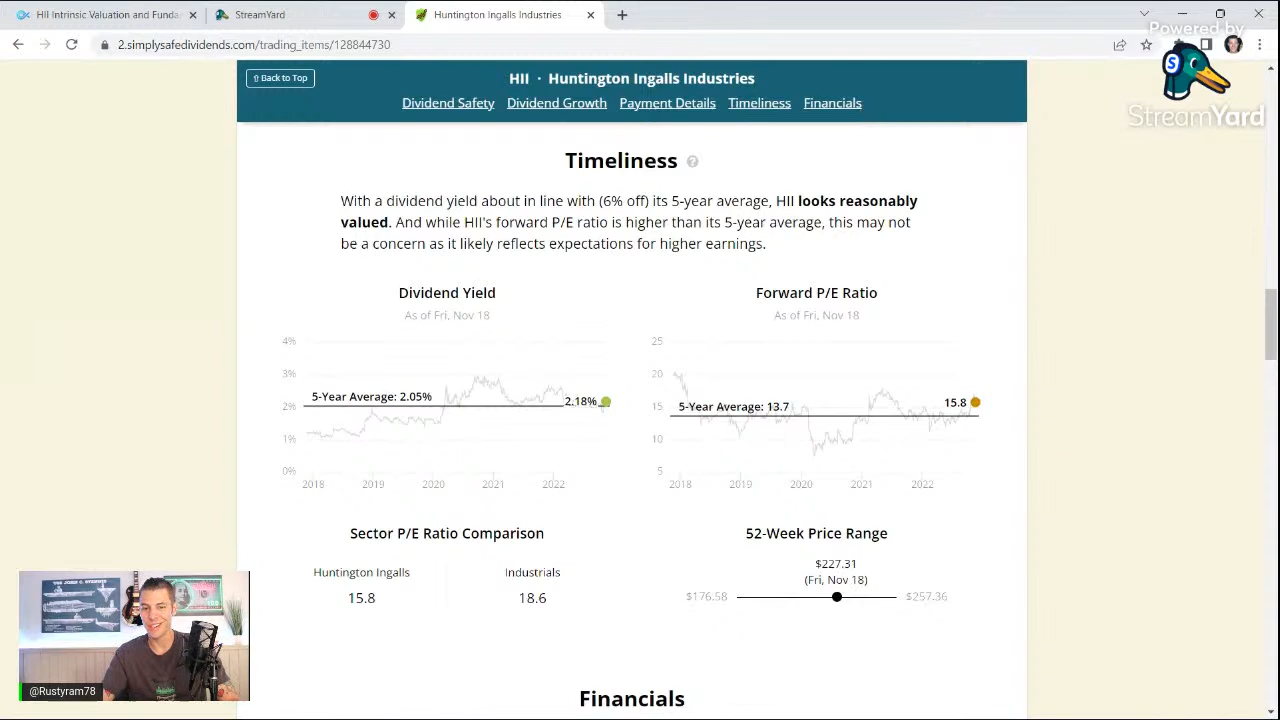 HII Intrinsic Valuation and Funda
StreamYard
Huntington Ingalls Industries
2.simplysafedividends.com/trading_items/128844730
Powered by
StreamYard
Back to Top
HII · Huntington Ingalls Industries
Dividend Safety Dividend Growth Payment Details Timeliness Financials
Timeliness ?
With a dividend yield about in line with (6% off) its 5-year average, HII looks reasonably
valued. And while HII's forward P/E ratio is higher than its 5-year average, this may not
be a concern as it likely reflects expectations for higher earnings.
Dividend Yield
As of Fri, Nov 18
4%
3%
2%
1%
0%
5-Year Average: 2.05%
2.18%
2018 2019 2020 2021 2022
Forward P/E Ratio
As of Fri, Nov 18
25
20
15
10
5
5-Year Average: 13.7
15.8
2018 2019 2020 2021 2022
Sector P/E Ratio Comparison
Huntington Ingalls Industrials
15.8 18.6
52-Week Price Range
$227.31
(Fri, Nov 18)
$176.58 $257.36
@Rustyram78
Financials